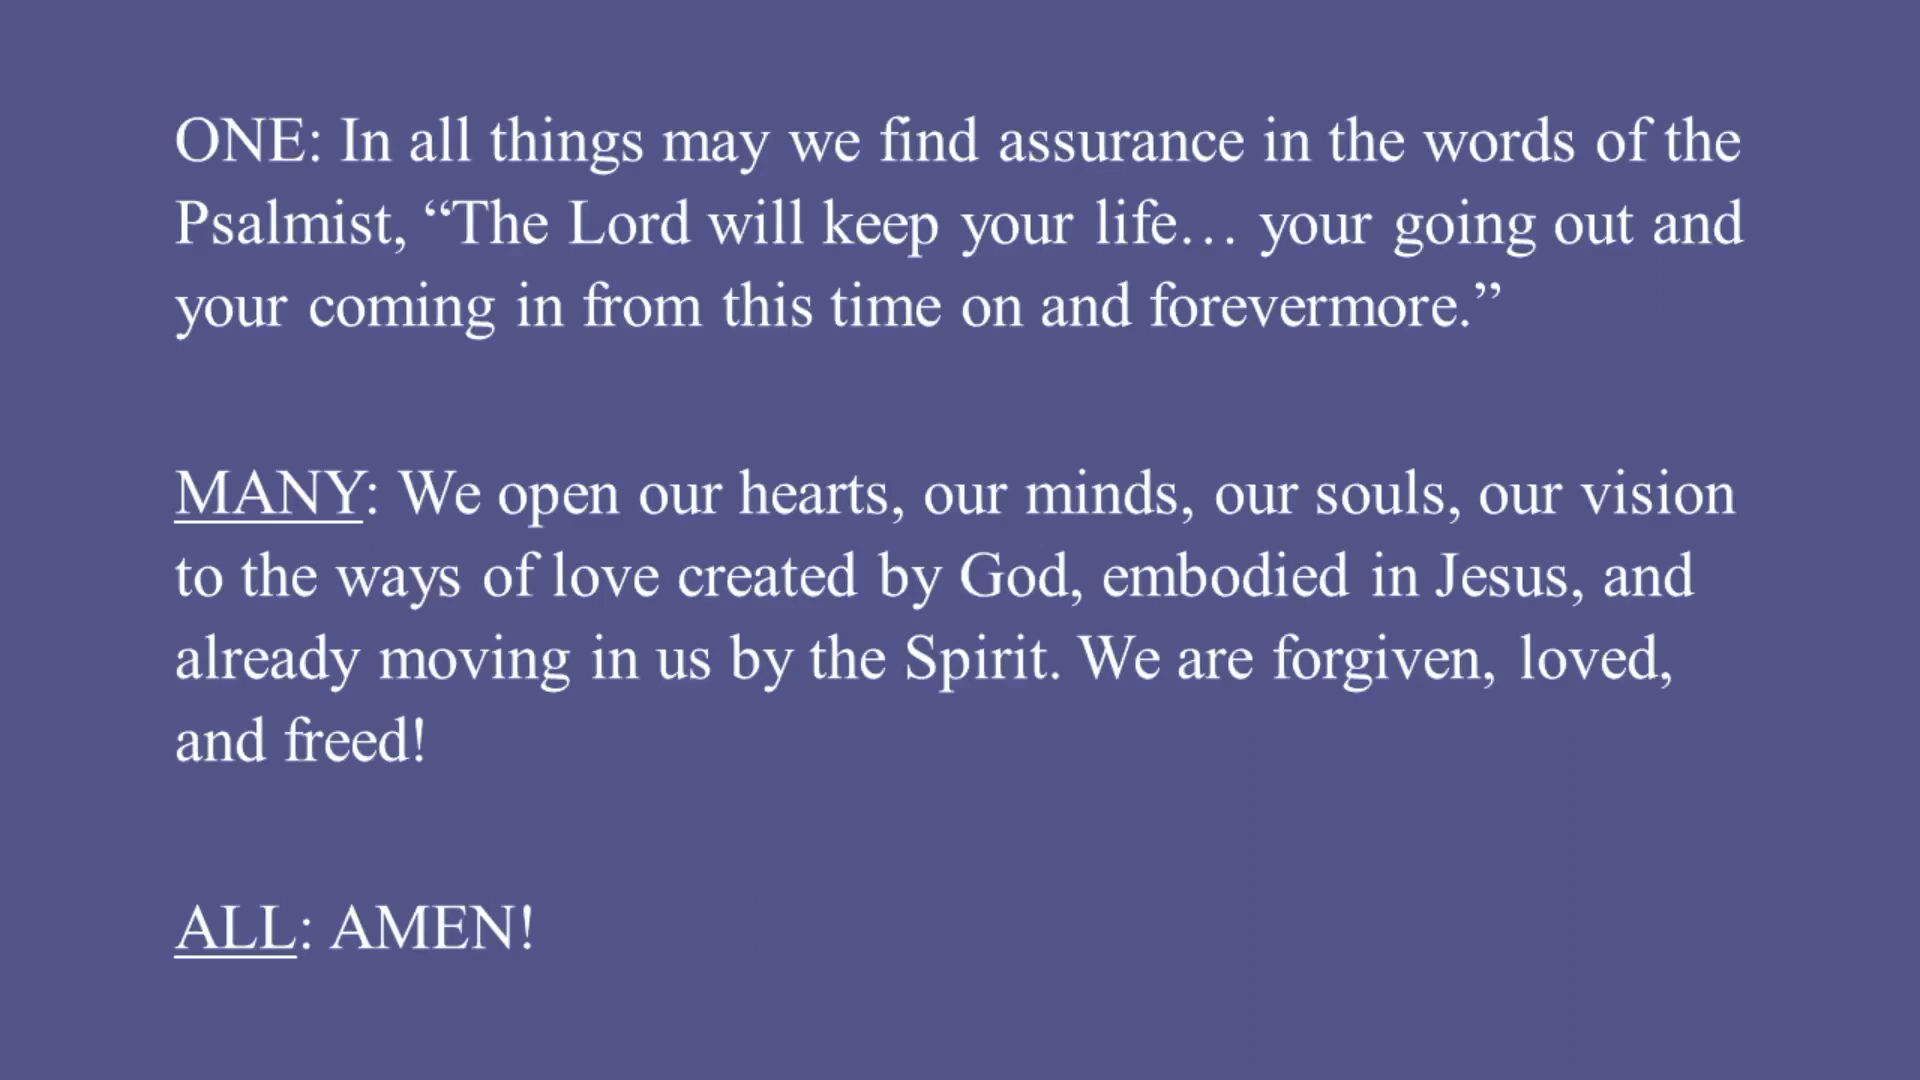 ONE: In all things may we find assurance in the words of the
Psalmist, “The Lord will keep your life… your going out and
your coming in from this time on and forevermore.”
MANY: We open our hearts, our minds, our souls, our vision
to the ways of love created by God, embodied in Jesus, and
already moving in us by the Spirit. We are forgiven, loved,
and freed!
ALL: AMEN!